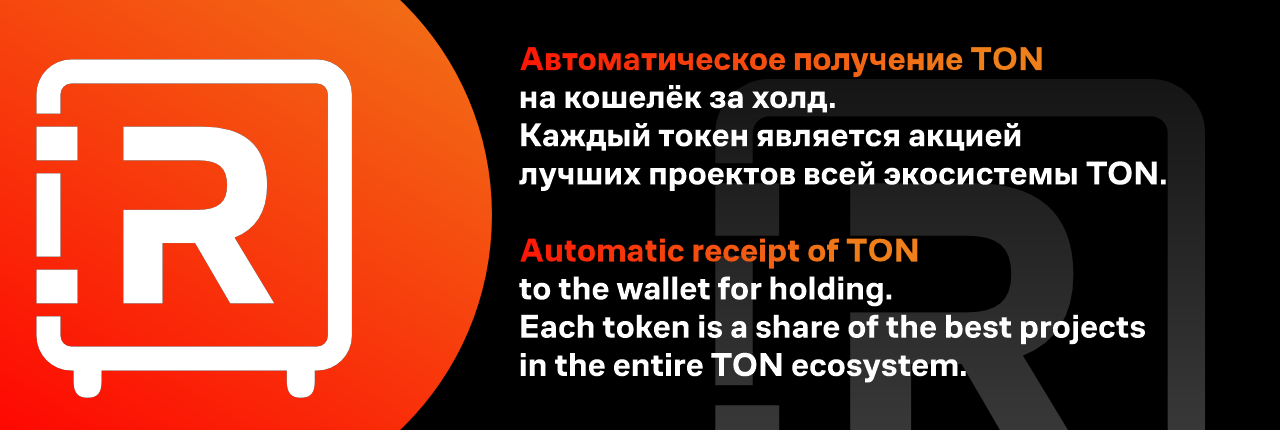 R
Автоматическое получение TON
на кошелёк за холд.
Каждый токен является акцией
лучших проектов всей экосистемы TON.
Automatic receipt of TON
to the wallet for holding.
Each token is a share of the best projects
in the entire TON ecosystem.